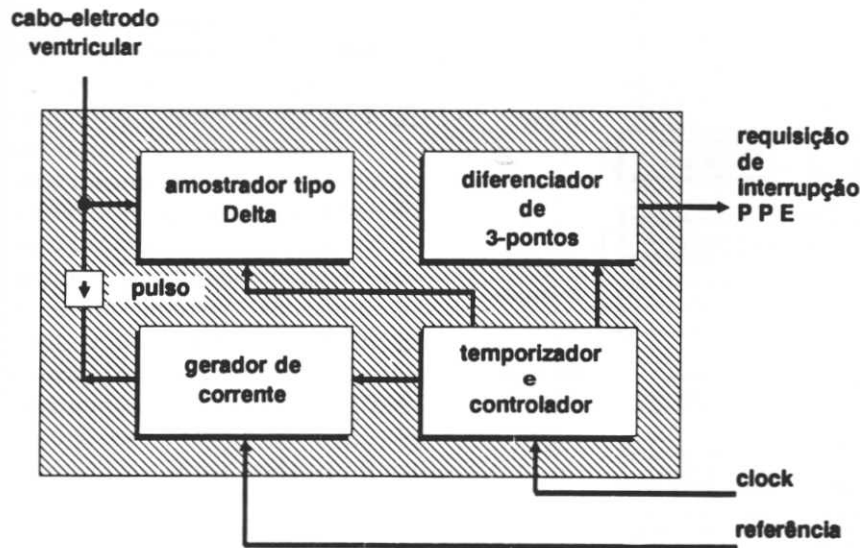 cabo-eletrodo
ventricular
amostrador tipo
Delta
diferenciador
de
3-pontos
requisição
de
interrupção
P P E
pulso
gerador de
corrente
temporizador
e
controlador
clock
referência